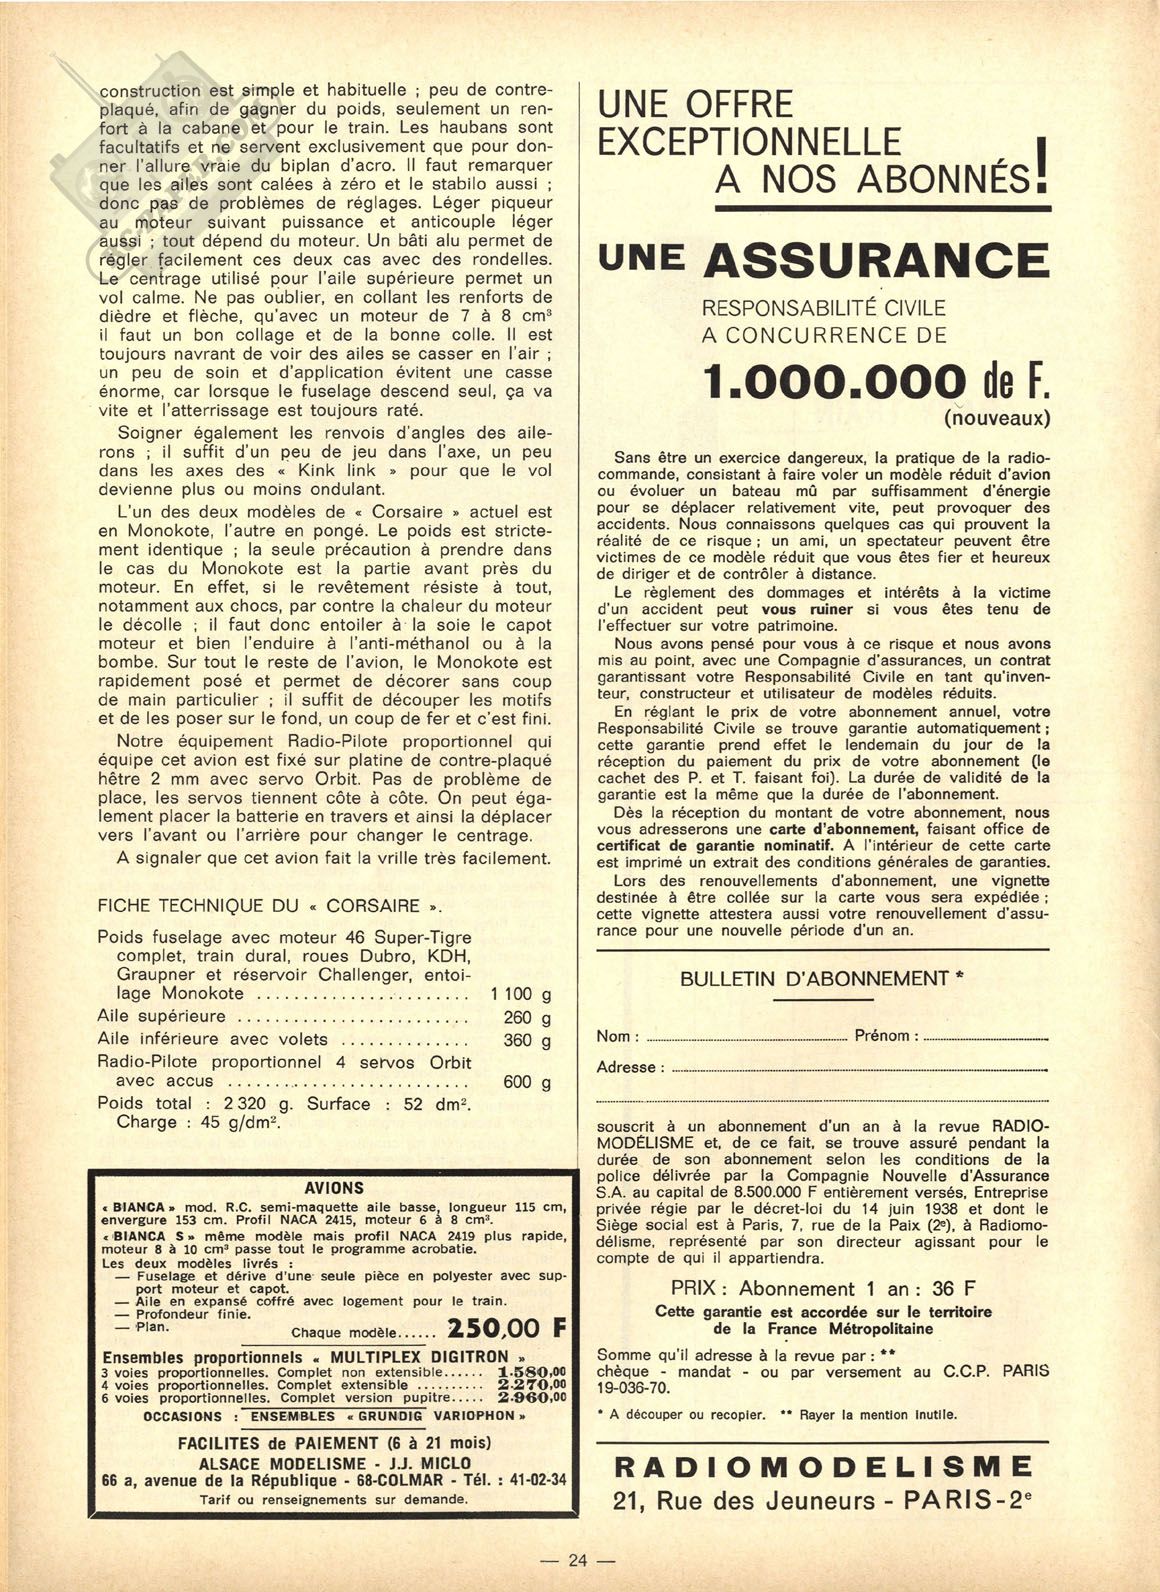 construction est simple et habituelle ; peu de contre-
plaqué, afin de gagner du poids, seulement un ren-
fort à la cabane et pour le train. Les haubans sont
facultatifs et ne servent exclusivement que pour don-
ner l'allure vraie du biplan d'acro. Il faut remarquer
que les ailes sont calées à zéro et le stabilo aussi ;
donc pas de problèmes de réglages. Léger piqueur
au moteur suivant puissance et anticouple léger
aussi ; tout dépend du moteur. Un bâti alu permet de
régler facilement ces deux cas avec des rondelles.
Le centrage utilisé pour l'aile supérieure permet un
vol calme. Ne pas oublier, en collant les renforts de
dièdre et flèche, qu'avec un moteur de 7 à 8 cm³
il faut un bon collage et de la bonne colle. Il est
toujours navrant de voir des ailes se casser en l'air ;
un peu de soin et d'application évitent une casse
énorme, car lorsque le fuselage descend seul, ça va
vite et l'atterrissage est toujours raté.
Soigner également les renvois d'angles des aile-
rons ; il suffit d'un peu de jeu dans l'axe, un peu
dans les axes des « Kink link » pour que le vol
devienne plus ou moins ondulant.
L'un des deux modèles de « Corsaire » actuel est
en Monokote, l'autre en pongé. Le poids est stricte-
ment identique ; la seule précaution à prendre dans
le cas du Monokote est la partie avant près du
moteur. En effet, si le revêtement résiste à tout,
notamment aux chocs, par contre la chaleur du moteur
le décolle ; il faut donc entoiler à la soie le capot
moteur et bien l'enduire à l'anti-méthanol ou à la
bombe. Sur tout le reste de l'avion, le Monokote est
rapidement posé et permet de décorer sans coup
de main particulier ; il suffit de découper les motifs
et de les poser sur le fond, un coup de fer et c'est fini.
Notre équipement Radio-Pilote proportionnel qui
équipe cet avion est fixé sur platine de contre-plaqué
hêtre 2 mm avec servo Orbit. Pas de problème de
place, les servos tiennent côte à côte. On peut éga-
lement placer la batterie en travers et ainsi la déplacer
vers l'avant ou l'arrière pour changer le centrage.
A signaler que cet avion fait la vrille très facilement.
FICHE TECHNIQUE DU « CORSAIRE ».
Poids fuselage avec moteur 46 Super-Tigre
complet, train dural, roues Dubro, KDH,
Graupner et réservoir Challenger, entoi-
lage Monokote ........................ 1 100 g
Aile supérieure .......................... 260 g
Aile inférieure avec volets .............. 360 g
Radio-Pilote proportionnel 4 servos Orbit
avec accus ........................... 600 g
Poids total : 2 320 g. Surface : 52 dm².
Charge : 45 g/dm².
AVIONS
« BIANCA » mod. R.C. semi-maquette aile basse, longueur 115 cm,
envergure 153 cm. Profil NACA 2415, moteur 6 à 8 cm³.
« BIANCA S » même modèle mais profil NACA 2419 plus rapide,
moteur 8 à 10 cm³ passe tout le programme acrobatie.
Les deux modèles livrés :
— Fuselage et dérive d'une seule pièce en polyester avec sup-
port moteur et capot.
— Aile en expansé coffré avec logement pour le train.
— Profondeur finie.
— Plan. Chaque modèle...... 250,00 F
Ensembles proportionnels « MULTIPLEX DIGITRON »
3 voies proportionnelles. Complet non extensible...... 1.580,00
4 voies proportionnelles. Complet extensible .......... 2.270,00
6 voies proportionnelles. Complet version pupitre..... 2.960,00
OCCASIONS : ENSEMBLES « GRUNDIG VARIOPHON »
FACILITES de PAIEMENT (6 à 21 mois)
ALSACE MODELISME - J.J. MICLO
66 a, avenue de la République - 68-COLMAR - Tél. : 41-02-34
Tarif ou renseignements sur demande.
UNE OFFRE
EXCEPTIONNELLE
A NOS ABONNÉS!
UNE ASSURANCE
RESPONSABILITÉ CIVILE
A CONCURRENCE DE
1.000.000 de F.
(nouveaux)
Sans être un exercice dangereux, la pratique de la radio-
commande, consistant à faire voler un modèle réduit d'avion
ou évoluer un bateau mû par suffisamment d'énergie
pour se déplacer relativement vite, peut provoquer des
accidents. Nous connaissons quelques cas qui prouvent la
réalité de ce risque ; un ami, un spectateur peuvent être
victimes de ce modèle réduit que vous êtes fier et heureux
de diriger et de contrôler à distance.
Le règlement des dommages et intérêts à la victime
d'un accident peut vous ruiner si vous êtes tenu de
l'effectuer sur votre patrimoine.
Nous avons pensé pour vous à ce risque et nous avons
mis au point, avec une Compagnie d'assurances, un contrat
garantissant votre Responsabilité Civile en tant qu'inven-
teur, constructeur et utilisateur de modèles réduits.
En réglant le prix de votre abonnement annuel, votre
Responsabilité Civile se trouve garantie automatiquement ;
cette garantie prend effet le lendemain du jour de la
réception du paiement du prix de votre abonnement (le
cachet des P. et T. faisant foi). La durée de validité de la
garantie est la même que la durée de l'abonnement.
Dès la réception du montant de votre abonnement, nous
vous adresserons une carte d'abonnement, faisant office de
certificat de garantie nominatif. A l'intérieur de cette carte
est imprimé un extrait des conditions générales de garanties.
Lors des renouvellements d'abonnement, une vignette
destinée à être collée sur la carte vous sera expédiée ;
cette vignette attestera aussi votre renouvellement d'assu-
rance pour une nouvelle période d'un an.
BULLETIN D'ABONNEMENT *
Nom : ........................ Prénom : ........................
Adresse : ........................
souscrit à un abonnement d'un an à la revue RADIO-
MODÉLISME et, de ce fait, se trouve assuré pendant la
durée de son abonnement selon les conditions de la
police délivrée par la Compagnie Nouvelle d'Assurance
S.A. au capital de 8.500.000 F entièrement versés, Entreprise
privée régie par le décret-loi du 14 juin 1938 et dont le
Siège social est à Paris, 7, rue de la Paix (2e), à Radiomo-
délisme, représenté par son directeur agissant pour le
compte de qui il appartiendra.
PRIX : Abonnement 1 an : 36 F
Cette garantie est accordée sur le territoire
de la France Métropolitaine
Somme qu'il adresse à la revue par : **
chèque - mandat - ou par versement au C.C.P. PARIS
19-036-70.
* A découper ou recopier. ** Rayer la mention inutile.
RADIOMODELISME
21, Rue des Jeuneurs - PARIS-2e
— 24 —